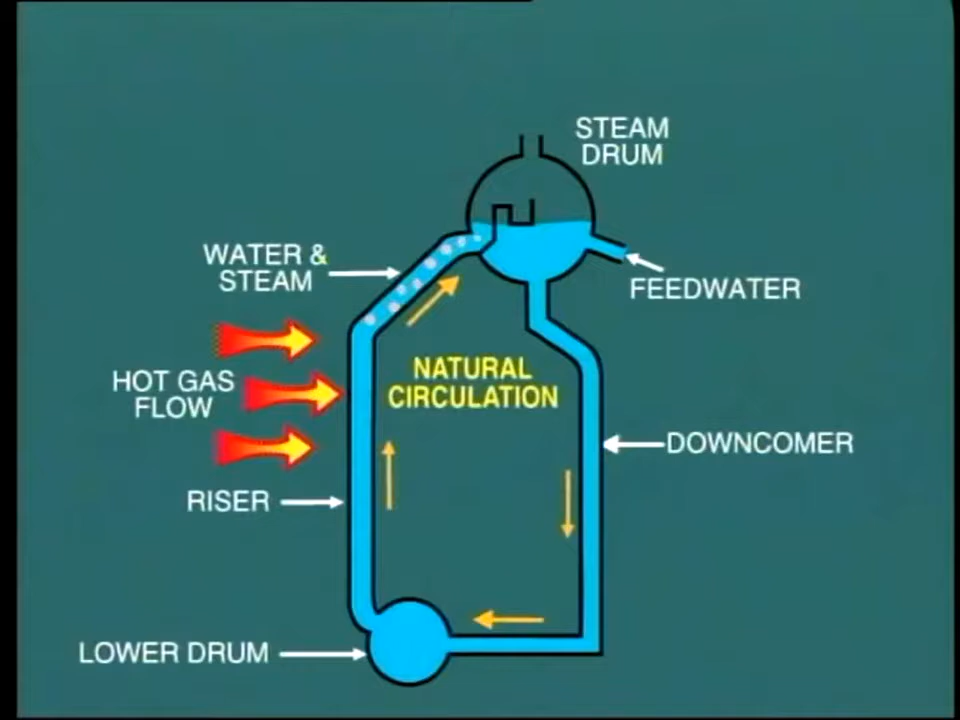 STEAM
DRUM
WATER &
STEAM
FEEDWATER
HOT GAS
FLOW
NATURAL
CIRCULATION
DOWNCOMER
RISER
LOWER DRUM